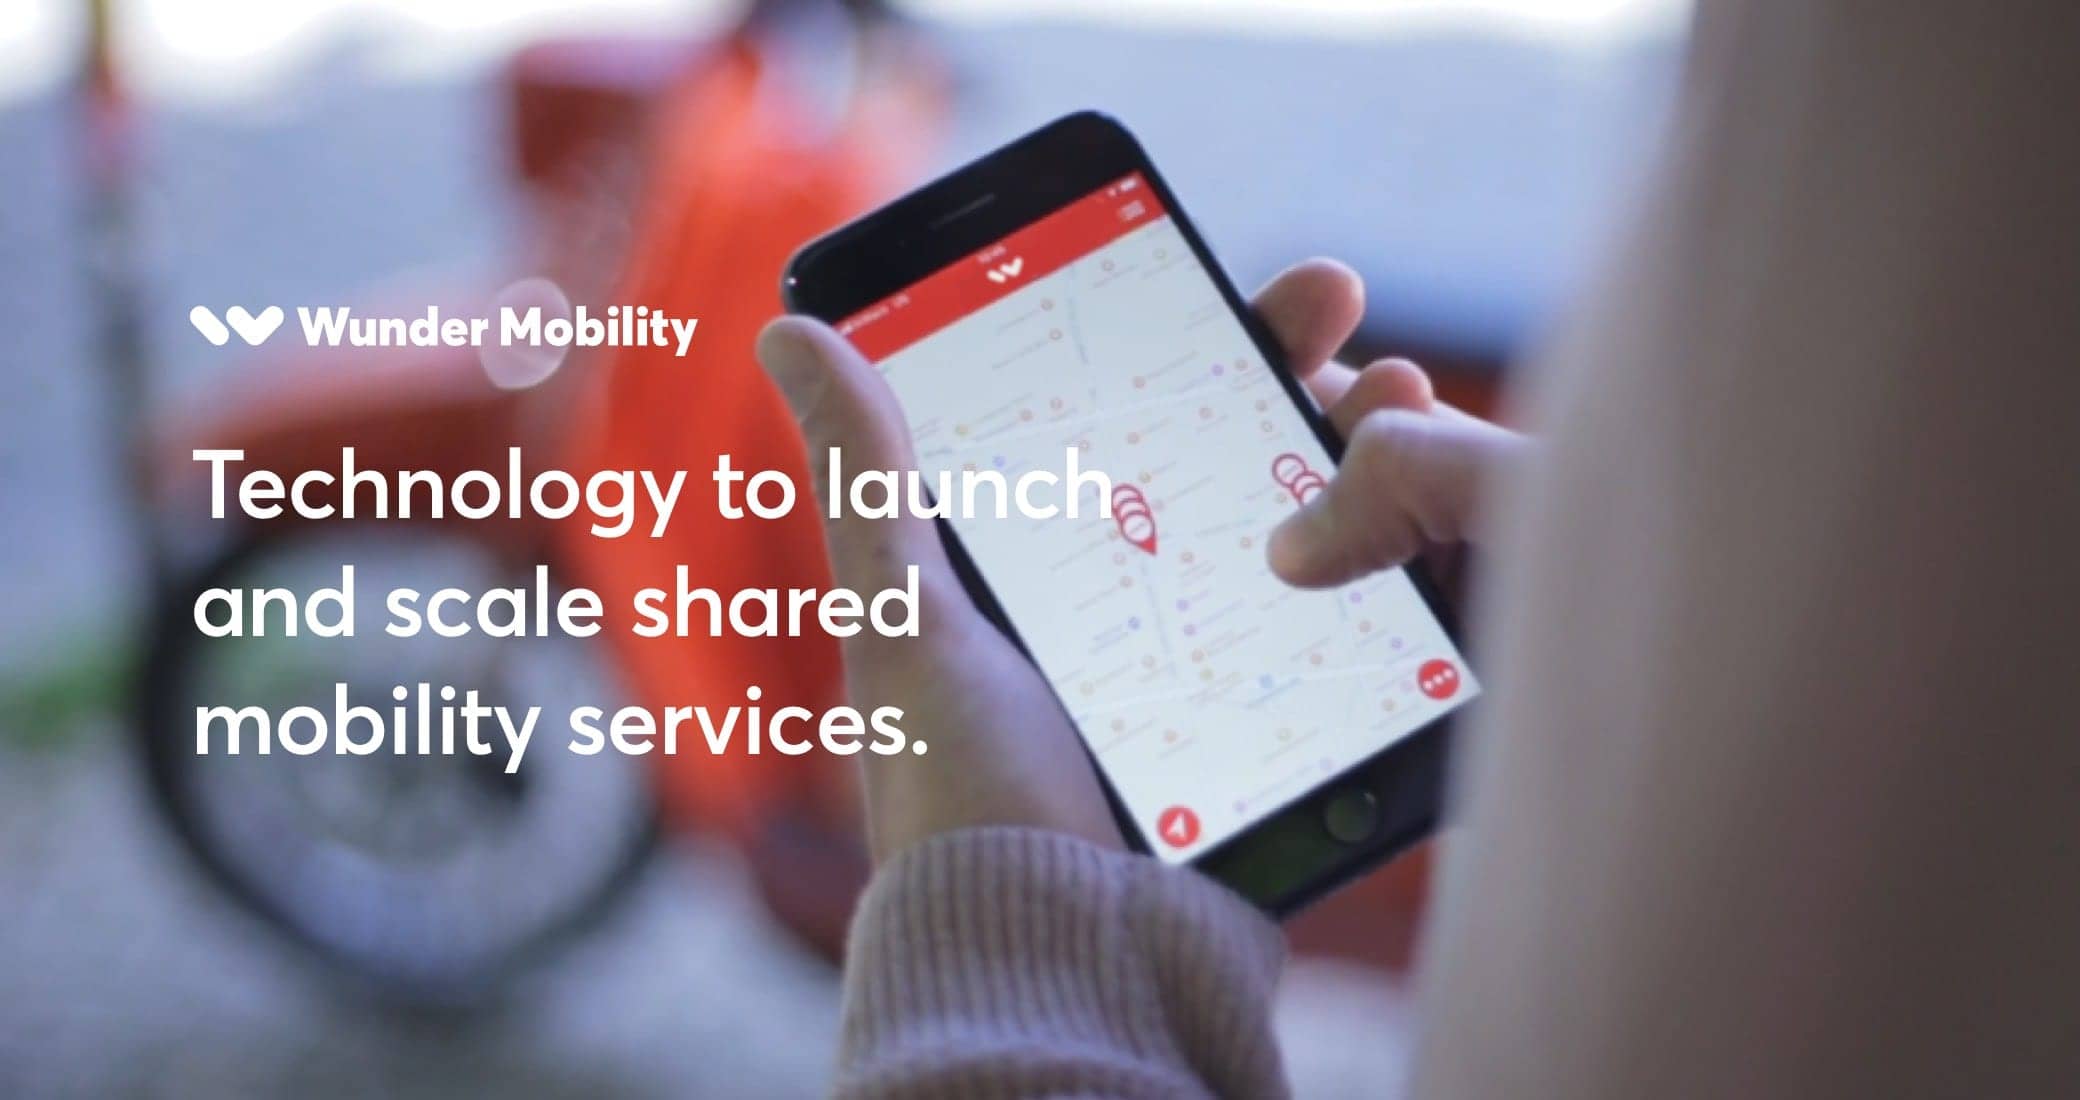 Wunder Mobility
Technology to launch
and scale shared
mobility services.